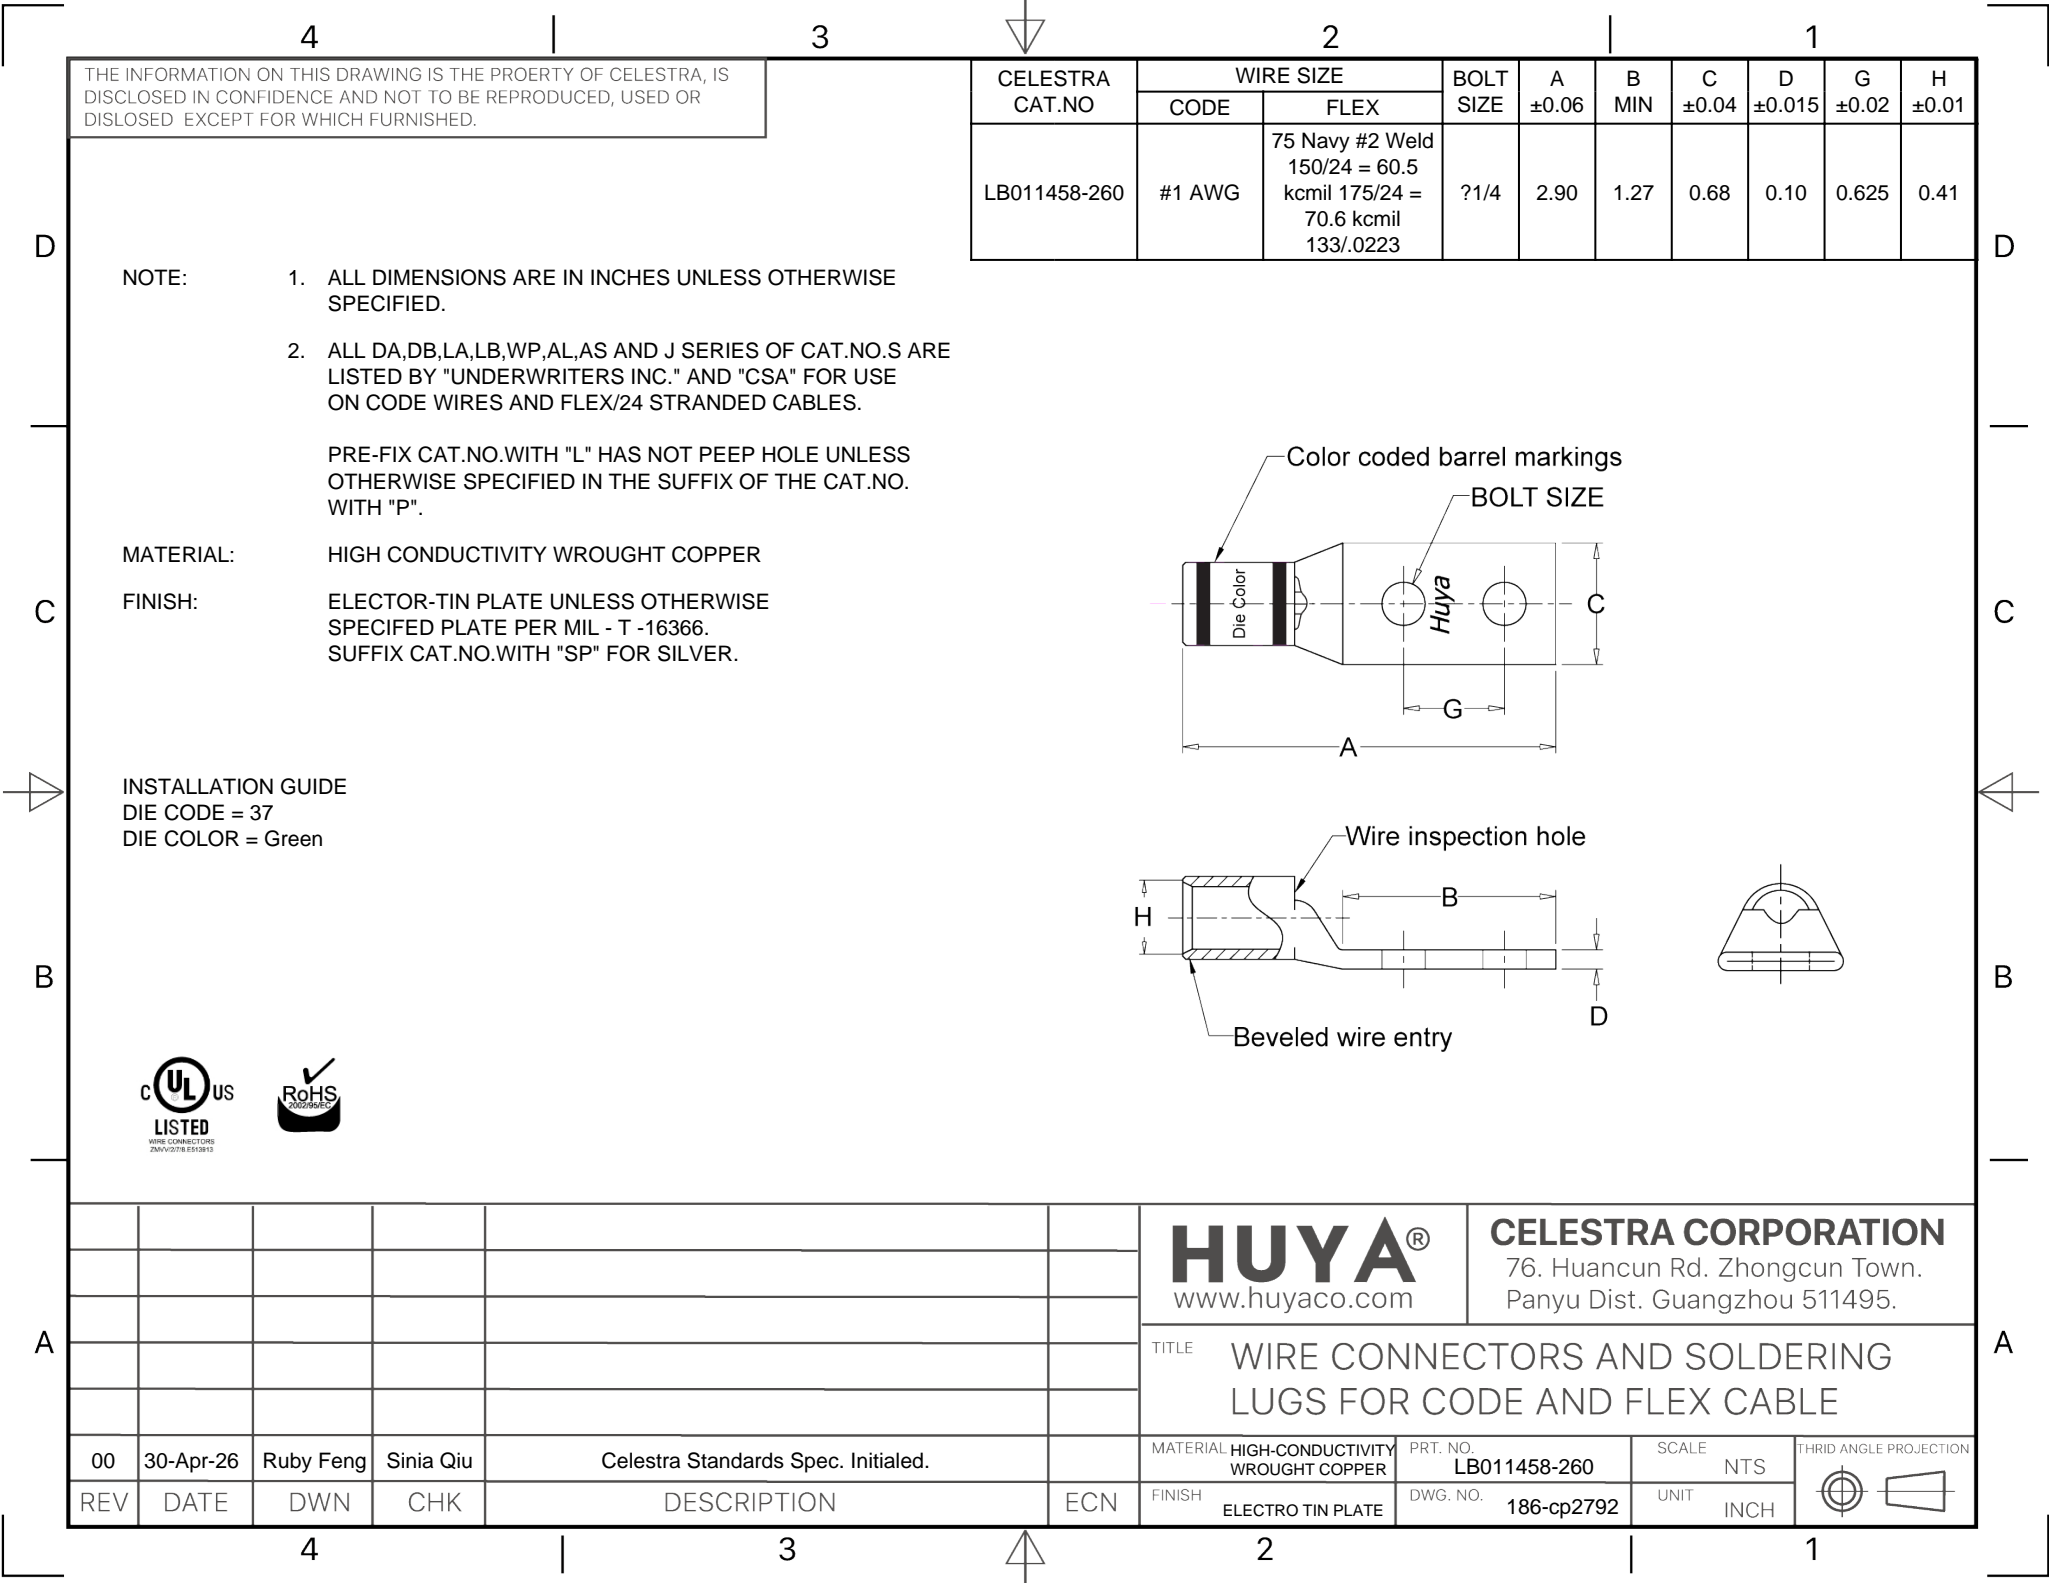 4 3 2 1
THE INFORMATION ON THIS DRAWING IS THE PROERTY OF CELESTRA, IS
DISCLOSED IN CONFIDENCE AND NOT TO BE REPRODUCED, USED OR
DISLOSED EXCEPT FOR WHICH FURNISHED.
CELESTRA CAT.NO WIRE SIZE BOLT SIZE A ±0.06 B MIN C ±0.04 D ±0.015 G ±0.02 H ±0.01
CODE FLEX
LB011458-260 #1 AWG 75 Navy #2 Weld
150/24 = 60.5
kcmil 175/24 =
70.6 kcmil
133/.0223
?1/4 2.90 1.27 0.68 0.10 0.625 0.41
D D
NOTE: 1. ALL DIMENSIONS ARE IN INCHES UNLESS OTHERWISE
SPECIFIED.
2. ALL DA,DB,LA,LB,WP,AL,AS AND J SERIES OF CAT.NO.S ARE
LISTED BY "UNDERWRITERS INC." AND "CSA" FOR USE
ON CODE WIRES AND FLEX/24 STRANDED CABLES.
PRE-FIX CAT.NO.WITH "L" HAS NOT PEEP HOLE UNLESS
OTHERWISE SPECIFIED IN THE SUFFIX OF THE CAT.NO.
WITH "P".
MATERIAL: HIGH CONDUCTIVITY WROUGHT COPPER
FINISH: ELECTOR-TIN PLATE UNLESS OTHERWISE
SPECIFED PLATE PER MIL - T -16366.
SUFFIX CAT.NO.WITH "SP" FOR SILVER.
C C
Color coded barrel markings
BOLT SIZE
Die Color
Huya
C
G
A
INSTALLATION GUIDE
DIE CODE = 37
DIE COLOR = Green
Wire inspection hole
H
B
D
Beveled wire entry
B B
C UL US
®
LISTED
WIRE CONNECTORS
ZMVV/2/7/8.E513913
RoHS
2002/95/EC
A A
HUYA®
www.huyaco.com
CELESTRA CORPORATION
76. Huancun Rd. Zhongcun Town.
Panyu Dist. Guangzhou 511495.
TITLE
WIRE CONNECTORS AND SOLDERING
LUGS FOR CODE AND FLEX CABLE
00 30-Apr-26 Ruby Feng Sinia Qiu Celestra Standards Spec. Initialed.
REV DATE DWN CHK DESCRIPTION ECN
MATERIAL HIGH-CONDUCTIVITY
WROUGHT COPPER
PRT. NO.
LB011458-260
SCALE
NTS
THRID ANGLE PROJECTION
FINISH
ELECTRO TIN PLATE
DWG. NO.
186-cp2792
UNIT
INCH
4 3 2 1